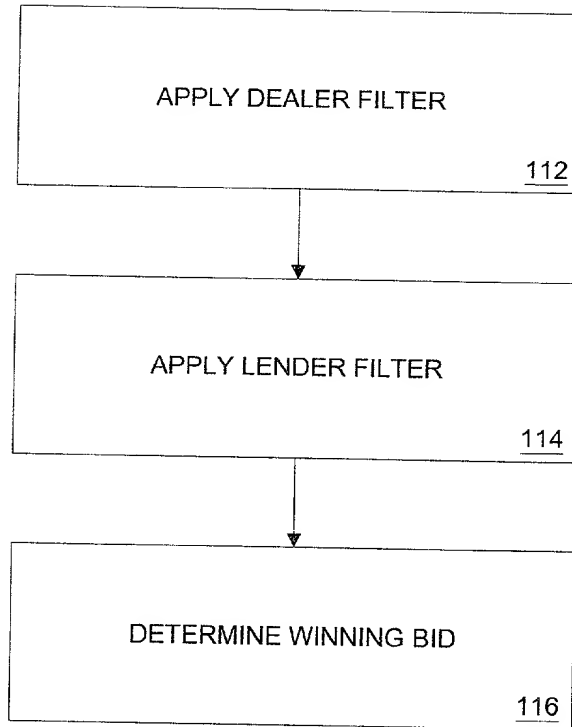 APPLY DEALER FILTER
112
APPLY LENDER FILTER
114
DETERMINE WINNING BID
116